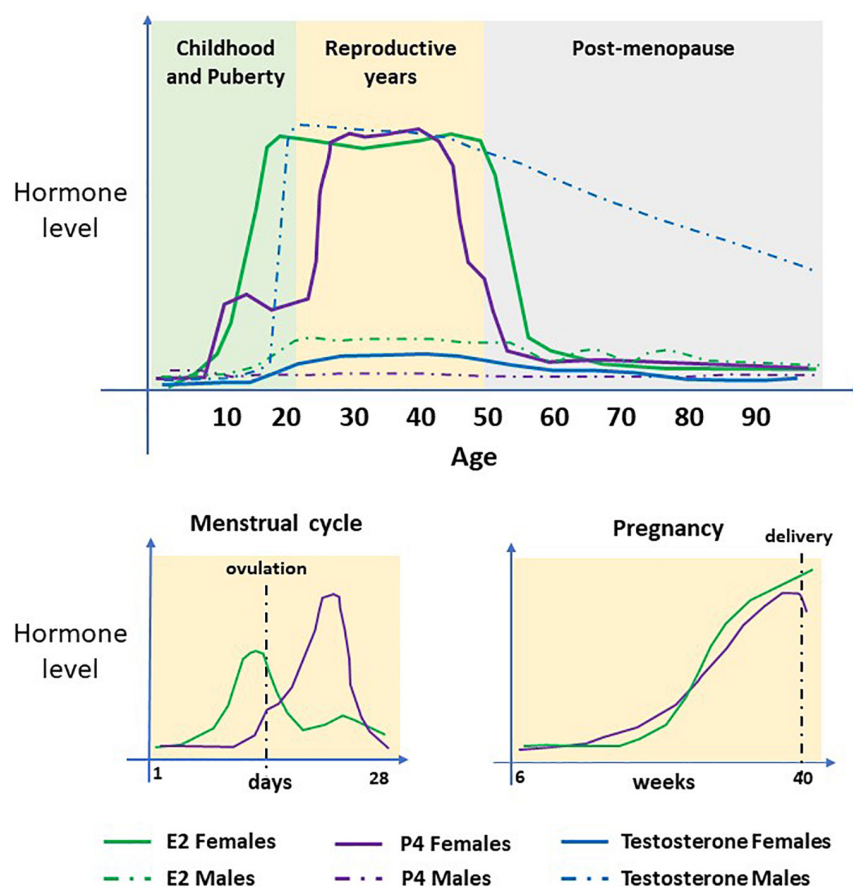 Childhood
and Puberty
Reproductive
years
Post-menopause
Hormone
level
10 20 30 40 50 60 70 80 90
Age
Menstrual cycle
ovulation
Hormone
level
1
days
28
Pregnancy
delivery
6
weeks
40
E2 Females
P4 Females
Testosterone Females
E2 Males
P4 Males
Testosterone Males